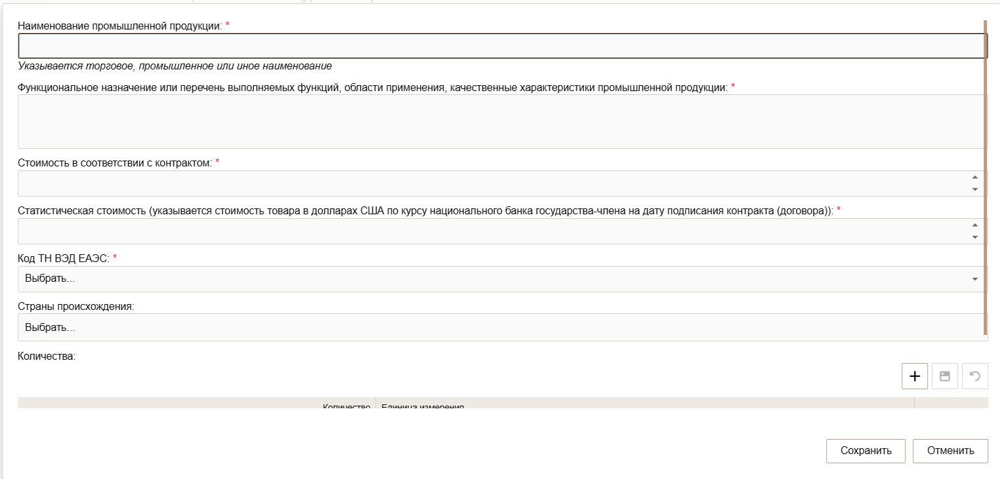 Наименование промышленной продукции: *
Указывается торговое, промышленное или иное наименование
Функциональное назначение или перечень выполняемых функций, области применения, качественные характеристики промышленной продукции: *
Стоимость в соответствии с контрактом: *
Статистическая стоимость (указывается стоимость товара в долларах США по курсу национального банка государства-члена на дату подписания контракта (договора)): *
Код ТН ВЭД ЕАЭС: *
Выбрать...
Страны происхождения:
Выбрать...
Количества:
Количество Единица измерения
Сохранить Отменить